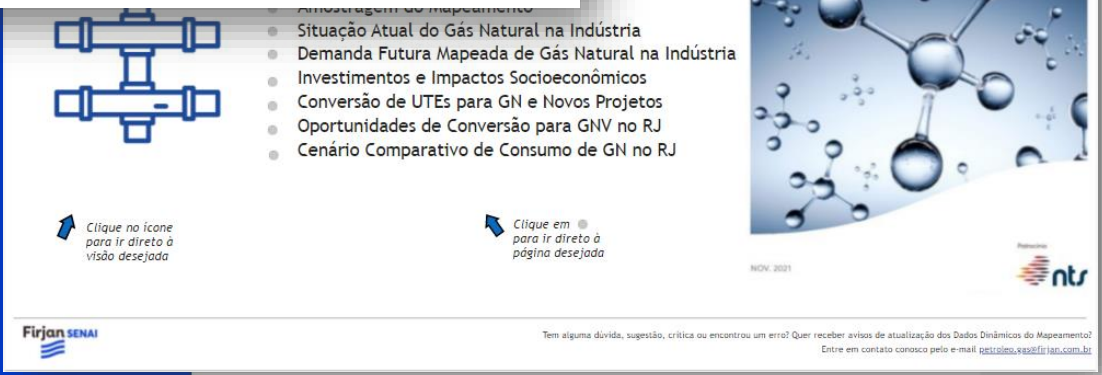 Amostragem do Mapeamento
Situação Atual do Gás Natural na Indústria
Demanda Futura Mapeada de Gás Natural na Indústria
Investimentos e Impactos Socioeconômicos
Conversão de UTEs para GN e Novos Projetos
Oportunidades de Conversão para GNV no RJ
Cenário Comparativo de Consumo de GN no RJ
Clique no ícone
para ir direto à
visão desejada
Clique em
para ir direto à
página desejada
NOV. 2021
Patrocínio
nts
Firjan SENAI
Tem alguma dúvida, sugestão, crítica ou encontrou um erro? Quer receber avisos de atualização dos Dados Dinâmicos do Mapeamento?
Entre em contato conosco pelo e-mail petroleo.gas@firjan.com.br